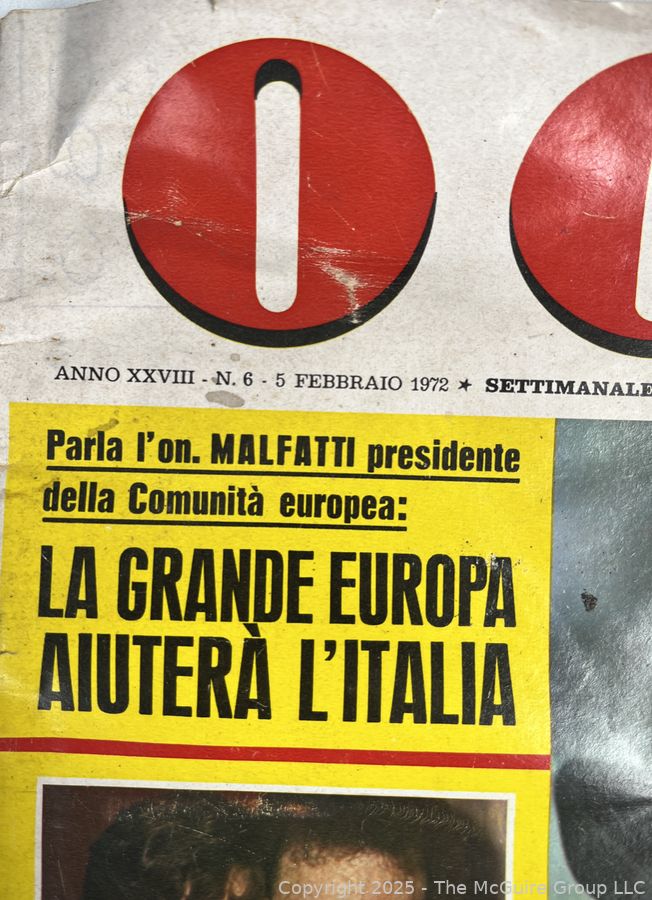 ANNO XXVIII - N. 6 - 5 FEBBRAIO 1972 ★ SETTIMANALE
Parla l'on. MALFATTI presidente
della Comunità europea:
LA GRANDE EUROPA
AIUTERÀ L'ITALIA
Copyright 2025 - The McGuire Group LLC